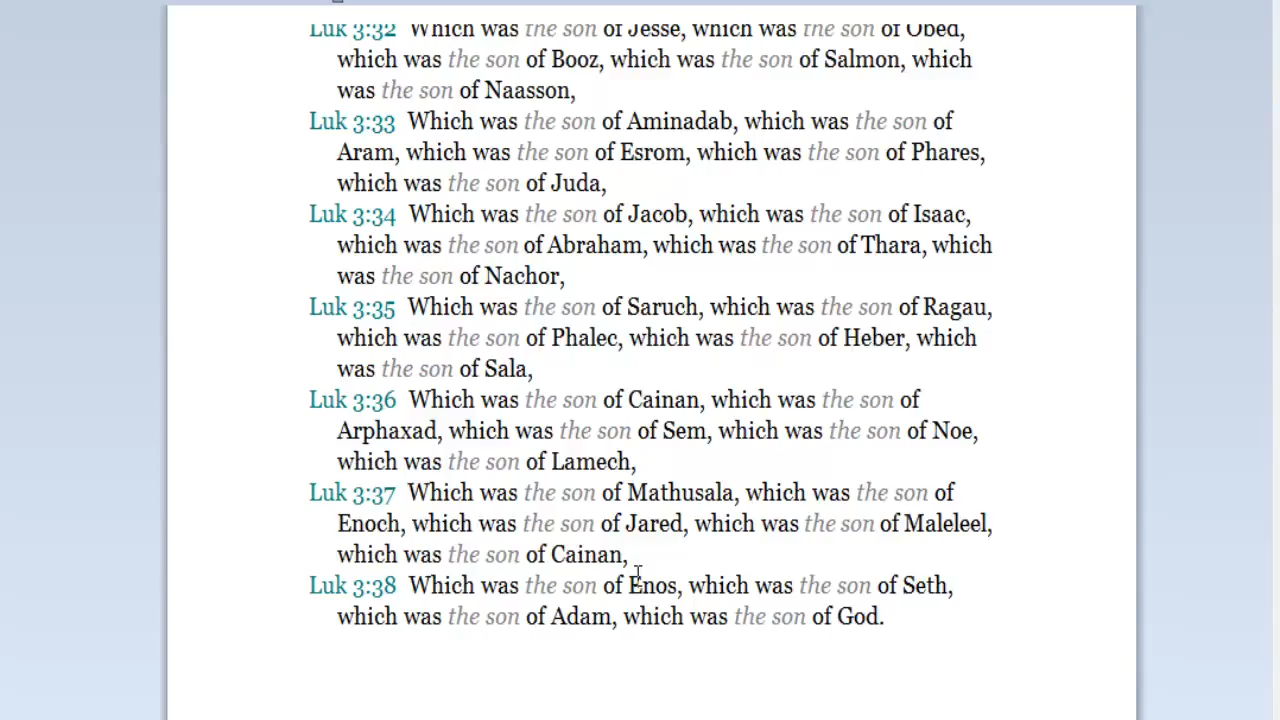 Luk 3:32 Which was the son of Jesse, which was the son of Obed,
which was the son of Booz, which was the son of Salmon, which
was the son of Naasson,
Luk 3:33 Which was the son of Aminadab, which was the son of
Aram, which was the son of Esrom, which was the son of Phares,
which was the son of Juda,
Luk 3:34 Which was the son of Jacob, which was the son of Isaac,
which was the son of Abraham, which was the son of Thara, which
was the son of Nachor,
Luk 3:35 Which was the son of Saruch, which was the son of Ragau,
which was the son of Phalec, which was the son of Heber, which
was the son of Sala,
Luk 3:36 Which was the son of Cainan, which was the son of
Arphaxad, which was the son of Sem, which was the son of Noe,
which was the son of Lamech,
Luk 3:37 Which was the son of Mathusala, which was the son of
Enoch, which was the son of Jared, which was the son of Maleleel,
which was the son of Cainan,
Luk 3:38 Which was the son of Enos, which was the son of Seth,
which was the son of Adam, which was the son of God.